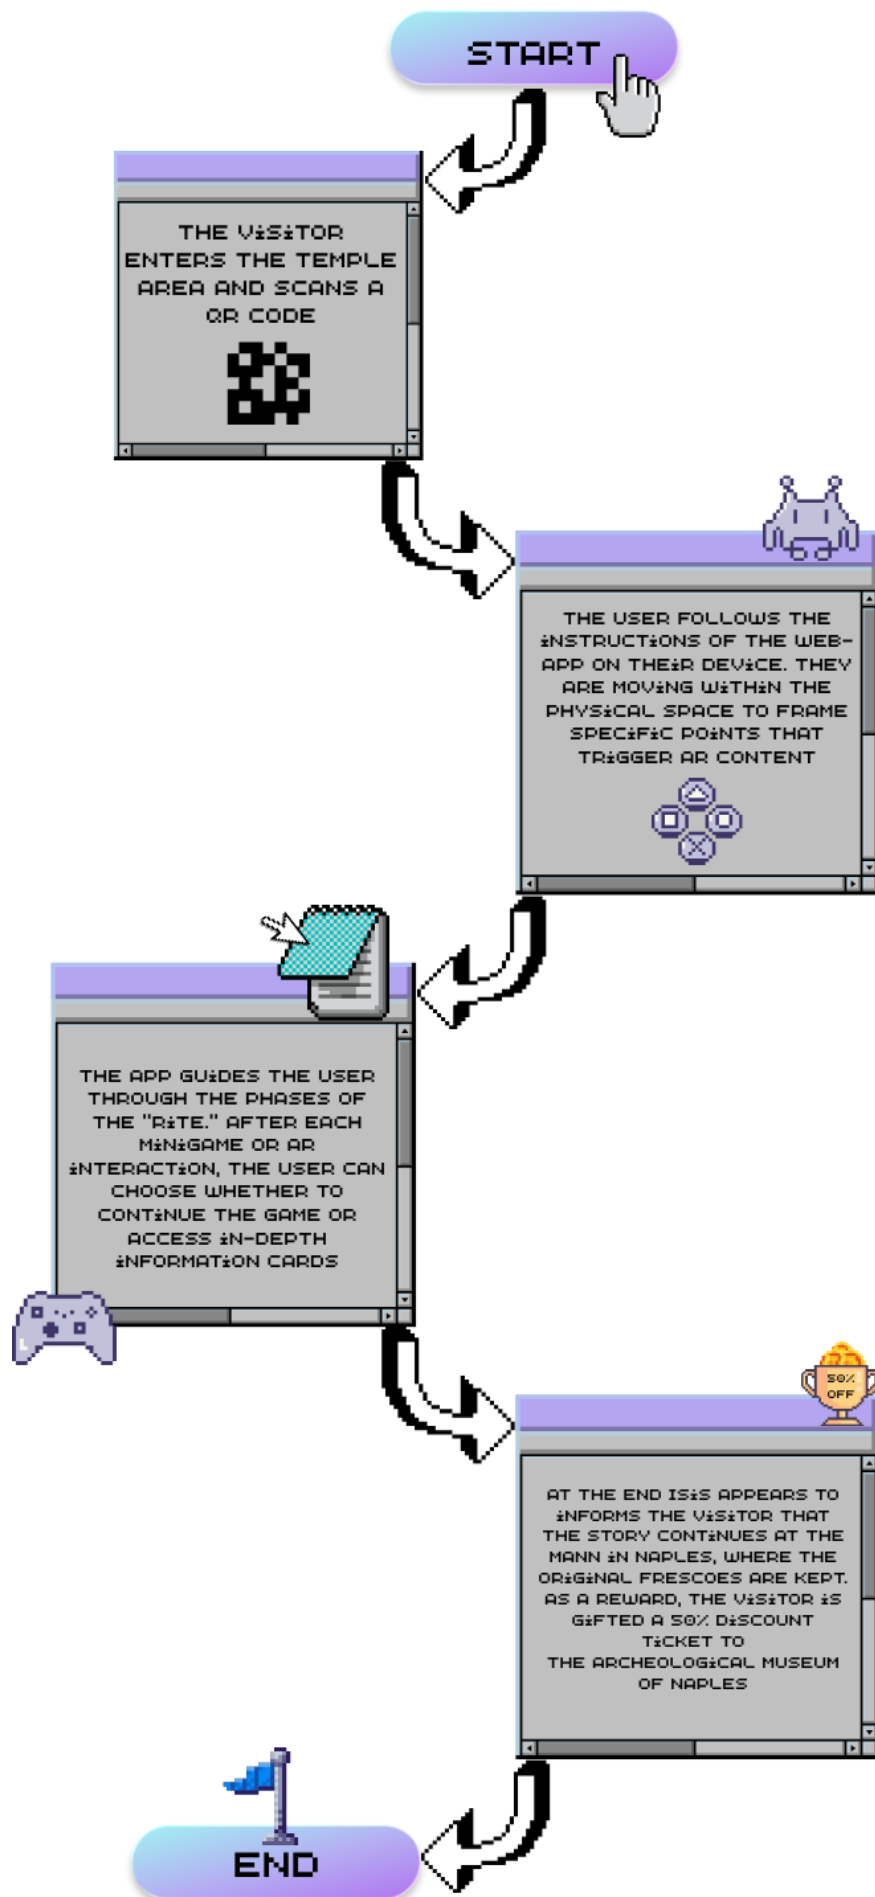 START
THE VISITOR
ENTERS THE TEMPLE
AREA AND SCANS A
QR CODE
THE USER FOLLOWS THE
INSTRUCTIONS OF THE WEB-
APP ON THEIR DEVICE. THEY
ARE MOVING WITHIN THE
PHYSICAL SPACE TO FRAME
SPECIFIC POINTS THAT
TRIGGER AR CONTENT
THE APP GUIDES THE USER
THROUGH THE PHASES OF
THE "RITE." AFTER EACH
MINIGAME OR AR
INTERACTION, THE USER CAN
CHOOSE WHETHER TO
CONTINUE THE GAME OR
ACCESS IN-DEPTH
INFORMATION CARDS
50%
OFF
AT THE END ISIS APPEARS TO
INFORMS THE VISITOR THAT
THE STORY CONTINUES AT THE
MANN IN NAPLES, WHERE THE
ORIGINAL FRESCOES ARE KEPT.
AS A REWARD, THE VISITOR IS
GIFTED A 50% DISCOUNT
TICKET TO
THE ARCHEOLOGICAL MUSEUM
OF NAPLES
END